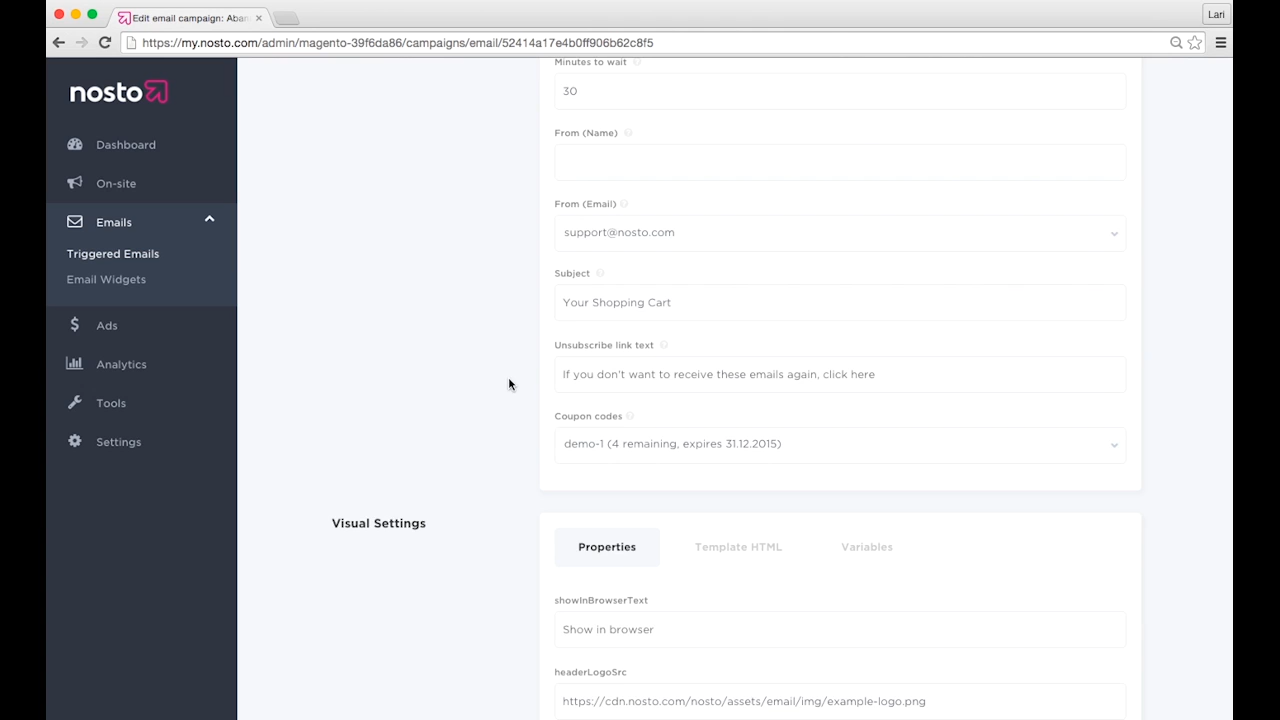 Edit email campaign: Aban
Lari
https://my.nosto.com/admin/magento-39f6da86/campaigns/email/52414a17e4b0ff906b62c8f5
nosto
Dashboard
On-site
Emails
Triggered Emails
Email Widgets
Ads
Analytics
Tools
Settings
Minutes to wait
30
From (Name)
From (Email)
support@nosto.com
Subject
Your Shopping Cart
Unsubscribe link text
If you don't want to receive these emails again, click here
Coupon codes
demo-1 (4 remaining, expires 31.12.2015)
Visual Settings
Properties
Template HTML
Variables
showInBrowserText
Show in browser
headerLogoSrc
https://cdn.nosto.com/nosto/assets/email/img/example-logo.png